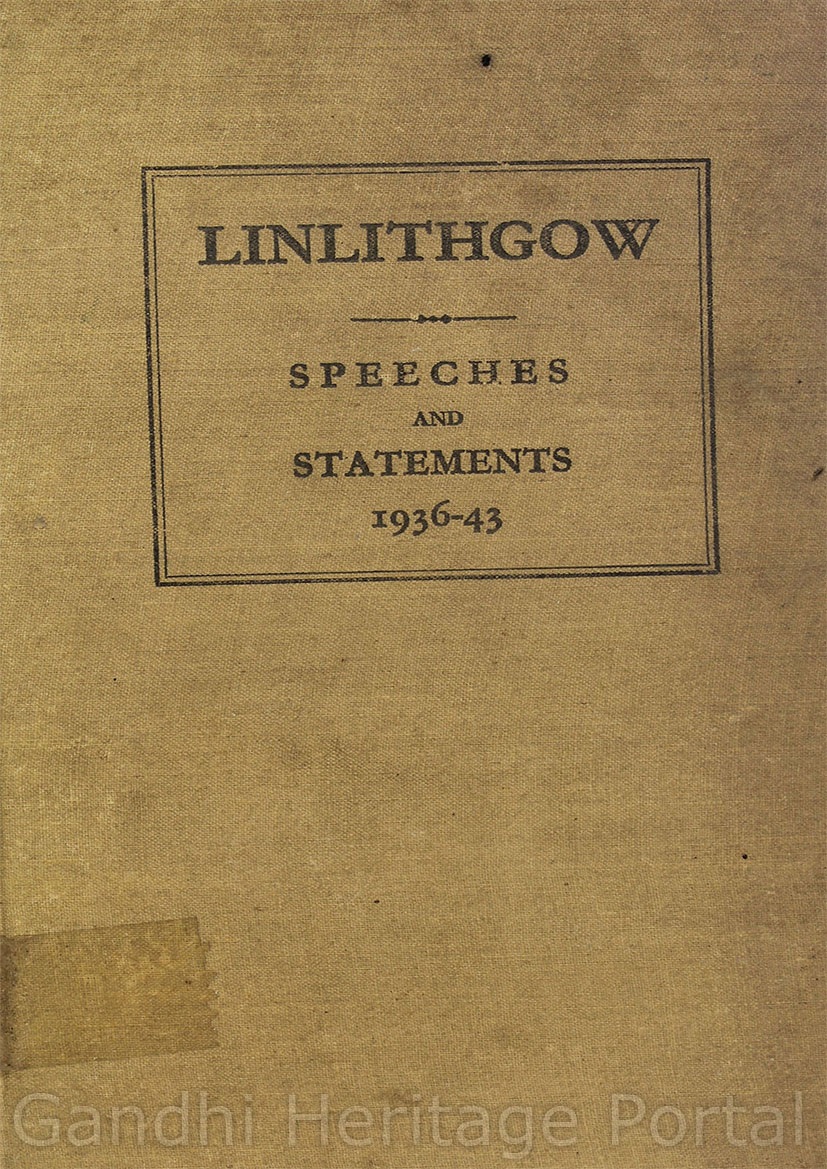 LINLITHGOW
SPEECHES
AND
STATEMENTS
1936-43
Gandhi Heritage Portal